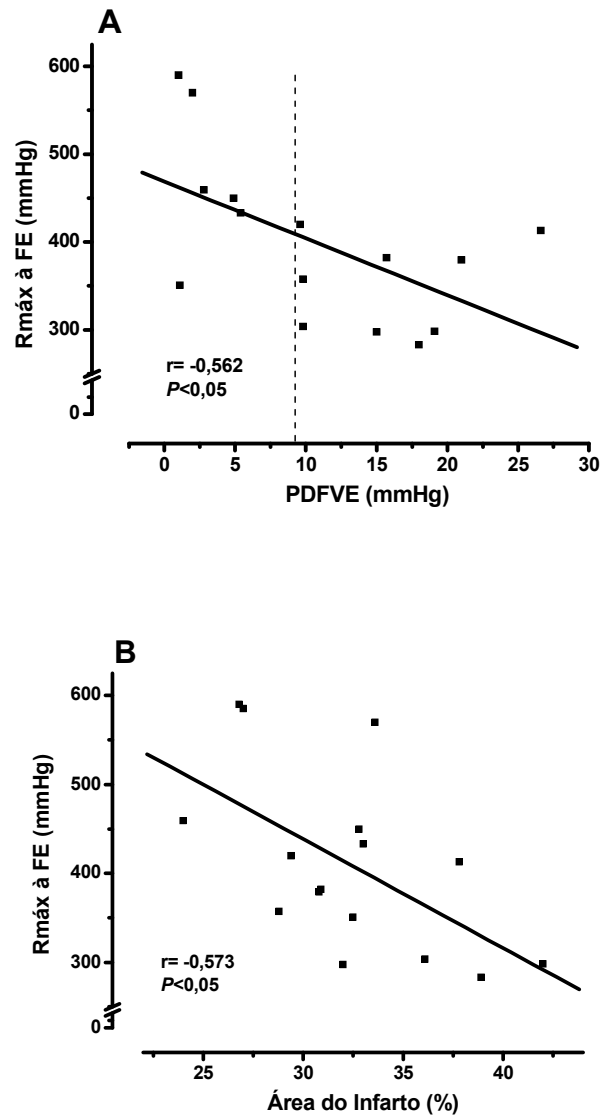 A
Rmáx à FE (mmHg)
600
500
400
300
0
r= -0,562
P<0,05
0 5 10 15 20 25 30
PDFVE (mmHg)
B
Rmáx à FE (mmHg)
600
500
400
300
0
r= -0,573
P<0,05
25 30 35 40
Área do Infarto (%)